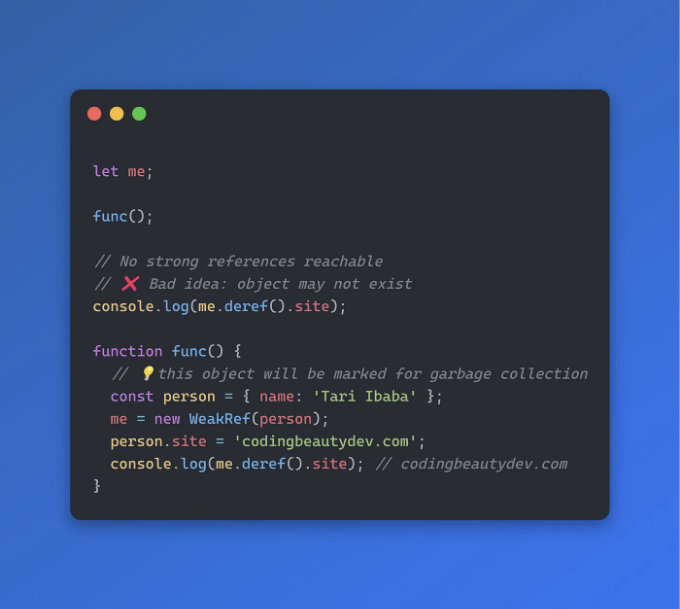 let me;
func();
// No strong references reachable
// ❌ Bad idea: object may not exist
console.log(me.deref().site);
function func() {
// 💡this object will be marked for garbage collection
const person = { name: 'Tari Ibaba' };
me = new WeakRef(person);
person.site = 'codingbeautydev.com';
console.log(me.deref().site); // codingbeautydev.com
}